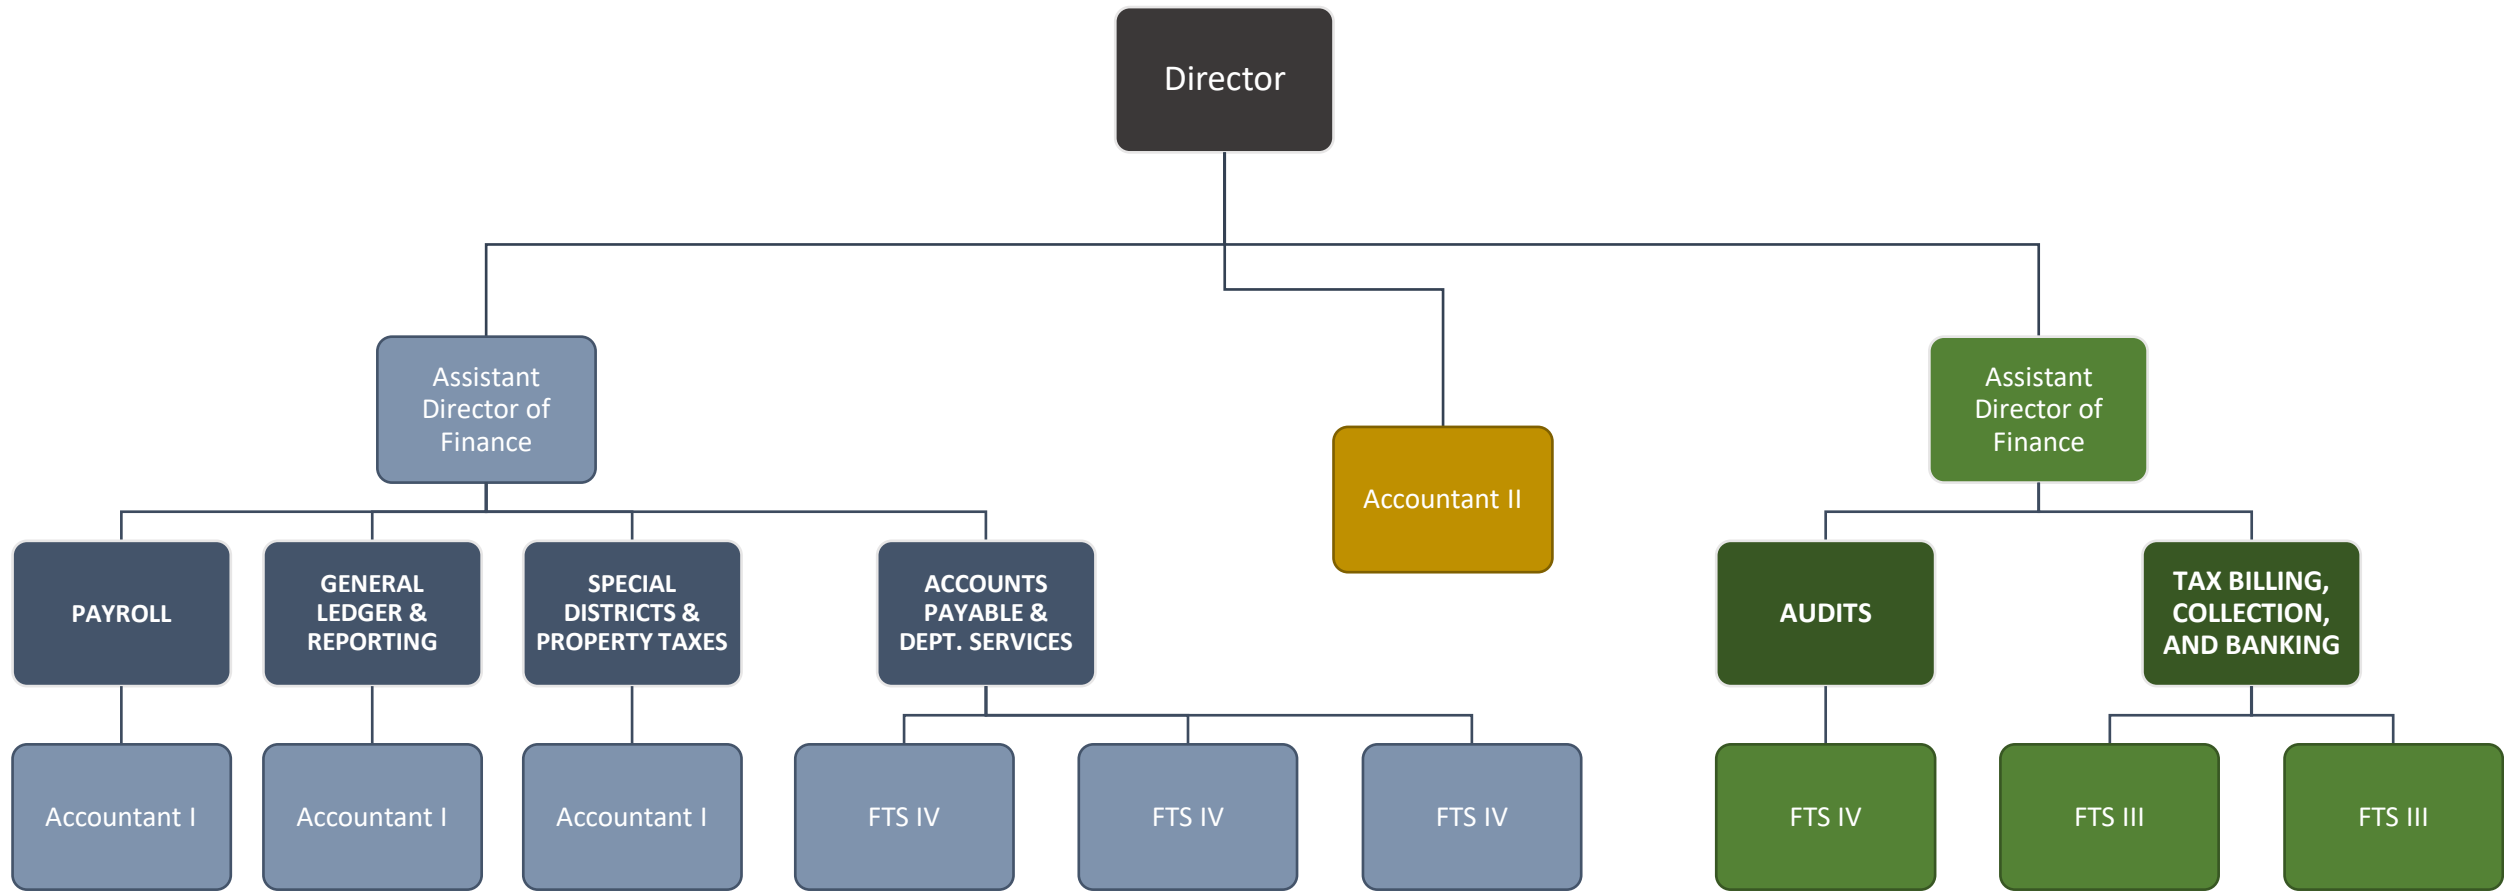 Director
Assistant
Director of
Finance
Assistant
Director of
Finance
Accountant II
PAYROLL
GENERAL
LEDGER &
REPORTING
SPECIAL
DISTRICTS &
PROPERTY TAXES
ACCOUNTS
PAYABLE &
DEPT. SERVICES
AUDITS
TAX BILLING,
COLLECTION,
AND BANKING
Accountant I
Accountant I
Accountant I
FTS IV
FTS IV
FTS IV
FTS IV
FTS III
FTS III